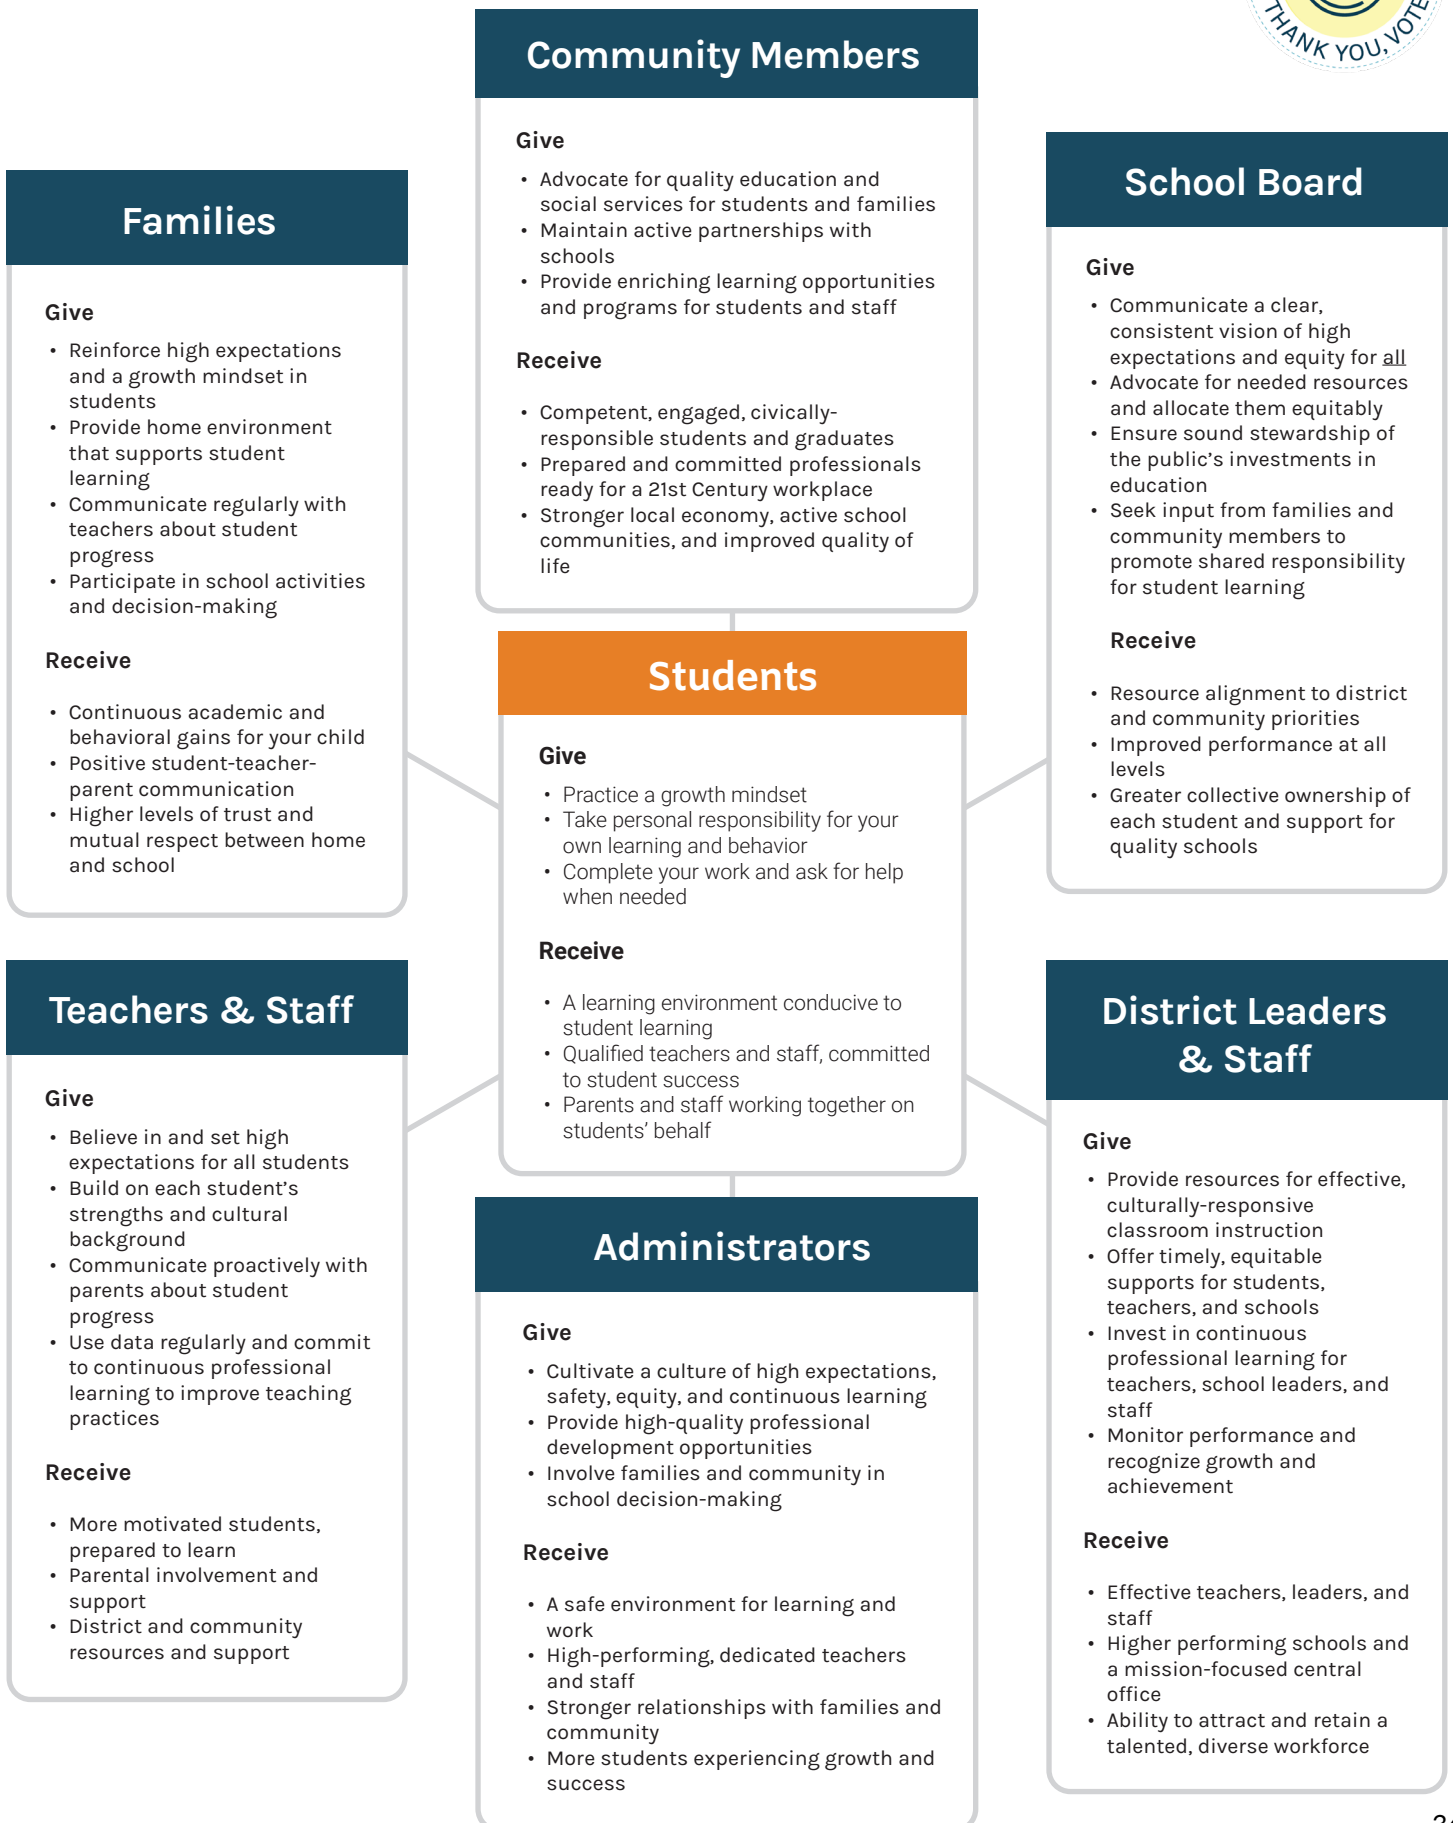 THANK YOU, VOTE
Community Members
Give
• Advocate for quality education and
social services for students and families
• Maintain active partnerships with
schools
• Provide enriching learning opportunities
and programs for students and staff
Receive
• Competent, engaged, civically-
responsible students and graduates
• Prepared and committed professionals
ready for a 21st Century workplace
• Stronger local economy, active school
communities, and improved quality of
life
Families
Give
• Reinforce high expectations
and a growth mindset in
students
• Provide home environment
that supports student
learning
• Communicate regularly with
teachers about student
progress
• Participate in school activities
and decision-making
Receive
• Continuous academic and
behavioral gains for your child
• Positive student-teacher-
parent communication
• Higher levels of trust and
mutual respect between home
and school
School Board
Give
• Communicate a clear,
consistent vision of high
expectations and equity for all
• Advocate for needed resources
and allocate them equitably
• Ensure sound stewardship of
the public's investments in
education
• Seek input from families and
community members to
promote shared responsibility
for student learning
Receive
• Resource alignment to district
and community priorities
• Improved performance at all
levels
• Greater collective ownership of
each student and support for
quality schools
Students
Give
• Practice a growth mindset
• Take personal responsibility for your
own learning and behavior
• Complete your work and ask for help
when needed
Receive
• A learning environment conducive to
student learning
• Qualified teachers and staff, committed
to student success
• Parents and staff working together on
students' behalf
Teachers & Staff
Give
• Believe in and set high
expectations for all students
• Build on each student's
strengths and cultural
background
• Communicate proactively with
parents about student
progress
• Use data regularly and commit
to continuous professional
learning to improve teaching
practices
Receive
• More motivated students,
prepared to learn
• Parental involvement and
support
• District and community
resources and support
Administrators
Give
• Cultivate a culture of high expectations,
safety, equity, and continuous learning
• Provide high-quality professional
development opportunities
• Involve families and community in
school decision-making
Receive
• A safe environment for learning and
work
• High-performing, dedicated teachers
and staff
• Stronger relationships with families and
community
• More students experiencing growth and
success
District Leaders
& Staff
Give
• Provide resources for effective,
culturally-responsive
classroom instruction
• Offer timely, equitable
supports for students,
teachers, and schools
• Invest in continuous
professional learning for
teachers, school leaders, and
staff
• Monitor performance and
recognize growth and
achievement
Receive
• Effective teachers, leaders, and
staff
• Higher performing schools and
a mission-focused central
office
• Ability to attract and retain a
talented, diverse workforce